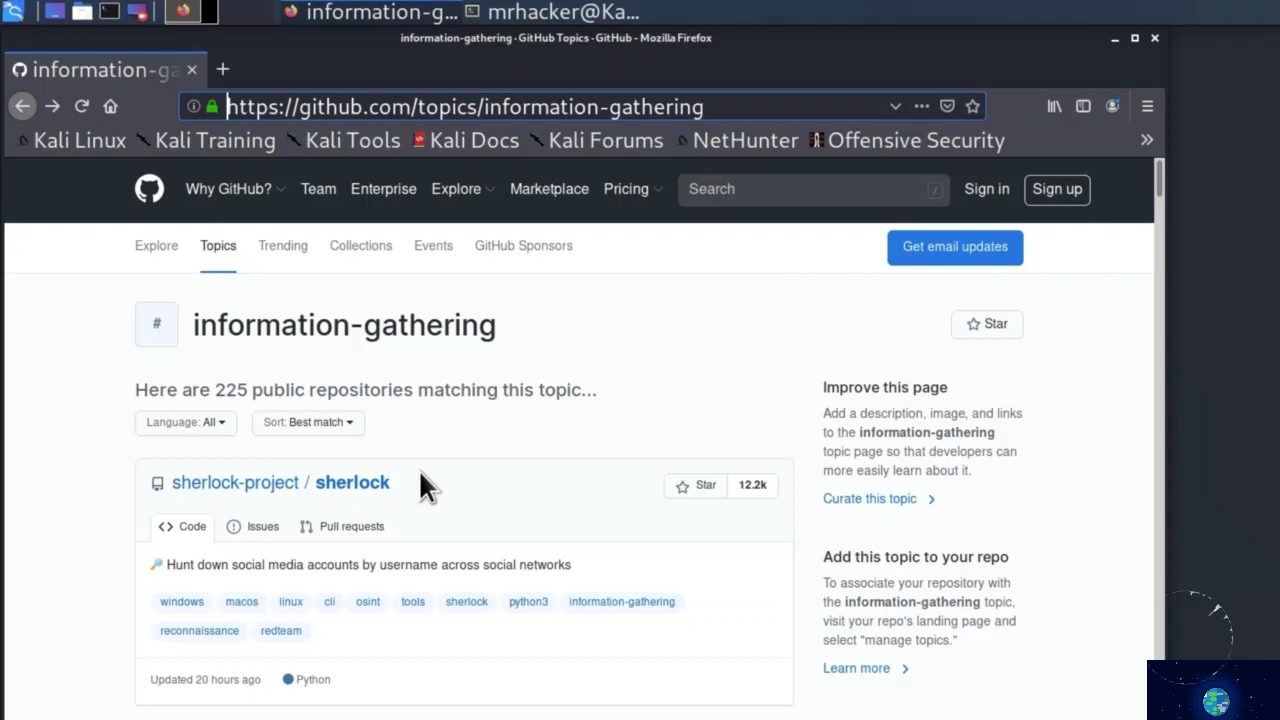 information-g... mrhacker@Ka...
information-gathering · GitHub Topics · GitHub - Mozilla Firefox
information-ga
https://github.com/topics/information-gathering
Kali Linux Kali Training Kali Tools Kali Docs Kali Forums NetHunter Offensive Security
Why GitHub? Team Enterprise Explore Marketplace Pricing Search / Sign in Sign up
Explore Topics Trending Collections Events GitHub Sponsors Get email updates
# information-gathering Star
Here are 225 public repositories matching this topic...
Language: All Sort: Best match
sherlock-project / sherlock Star 12.2k
Code Issues Pull requests
Hunt down social media accounts by username across social networks
windows macos linux cli osint tools sherlock python3 information-gathering
reconnaissance redteam
Updated 20 hours ago Python
Improve this page
Add a description, image, and links
to the information-gathering
topic page so that developers can
more easily learn about it.
Curate this topic
Add this topic to your repo
To associate your repository with
the information-gathering topic,
visit your repo's landing page and
select "manage topics."
Learn more